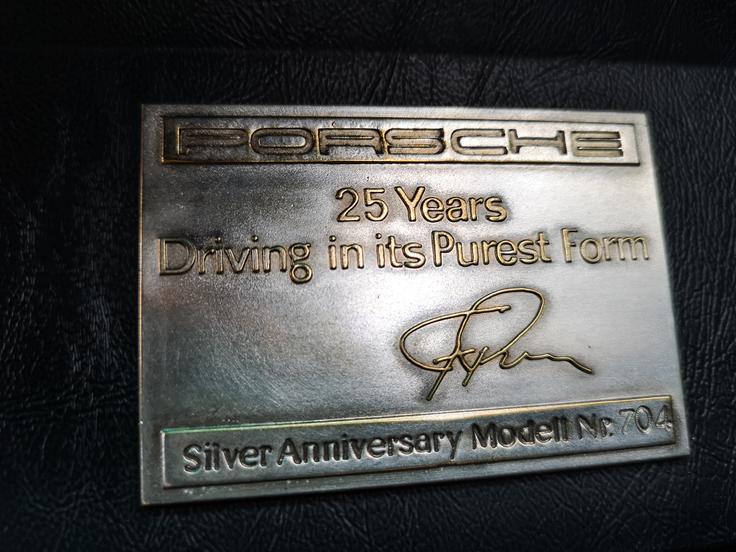 PORSCHE
25 Years
Driving in its Purest Form
Silver Anniversary Modell Nr. 704